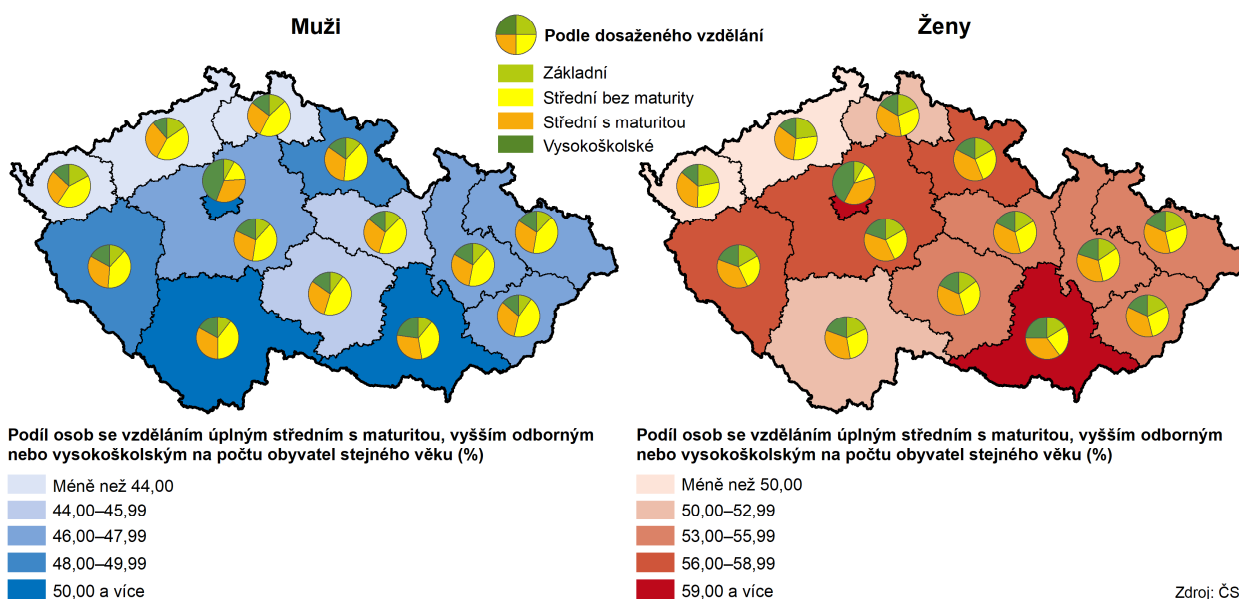 Muži
Podle dosaženého vzdělání
Základní
Střední bez maturity
Střední s maturitou
Vysokoškolské
Ženy
Podíl osob se vzděláním úplným středním s maturitou, vyšším odborným
nebo vysokoškolským na počtu obyvatel stejného věku (%)
Méně než 44,00
44,00–45,99
46,00–47,99
48,00–49,99
50,00 a více
Podíl osob se vzděláním úplným středním s maturitou, vyšším odborným
nebo vysokoškolským na počtu obyvatel stejného věku (%)
Méně než 50,00
50,00–52,99
53,00–55,99
56,00–58,99
59,00 a více
Zdroj: ČS